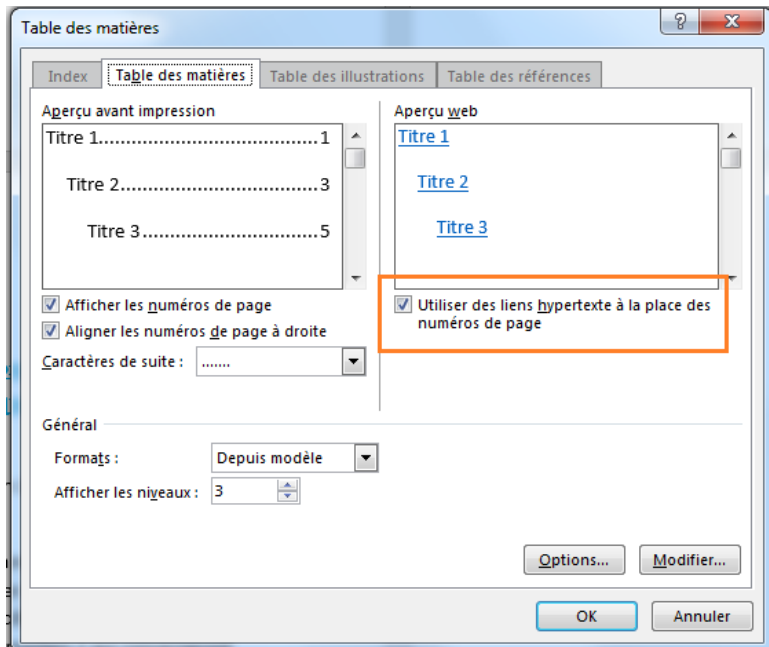 Table des matières
Index
Table des matières
Table des illustrations
Table des références
Aperçu avant impression
Titre 1.....................................1
Titre 2.................................3
Titre 3.............................5
Aperçu web
Titre 1
Titre 2
Titre 3
Afficher les numéros de page
Aligner les numéros de page à droite
Caractères de suite : .......
Utiliser des liens hypertexte à la place des
numéros de page
Général
Formats : Depuis modèle
Afficher les niveaux : 3
Options...
Modifier...
OK
Annuler